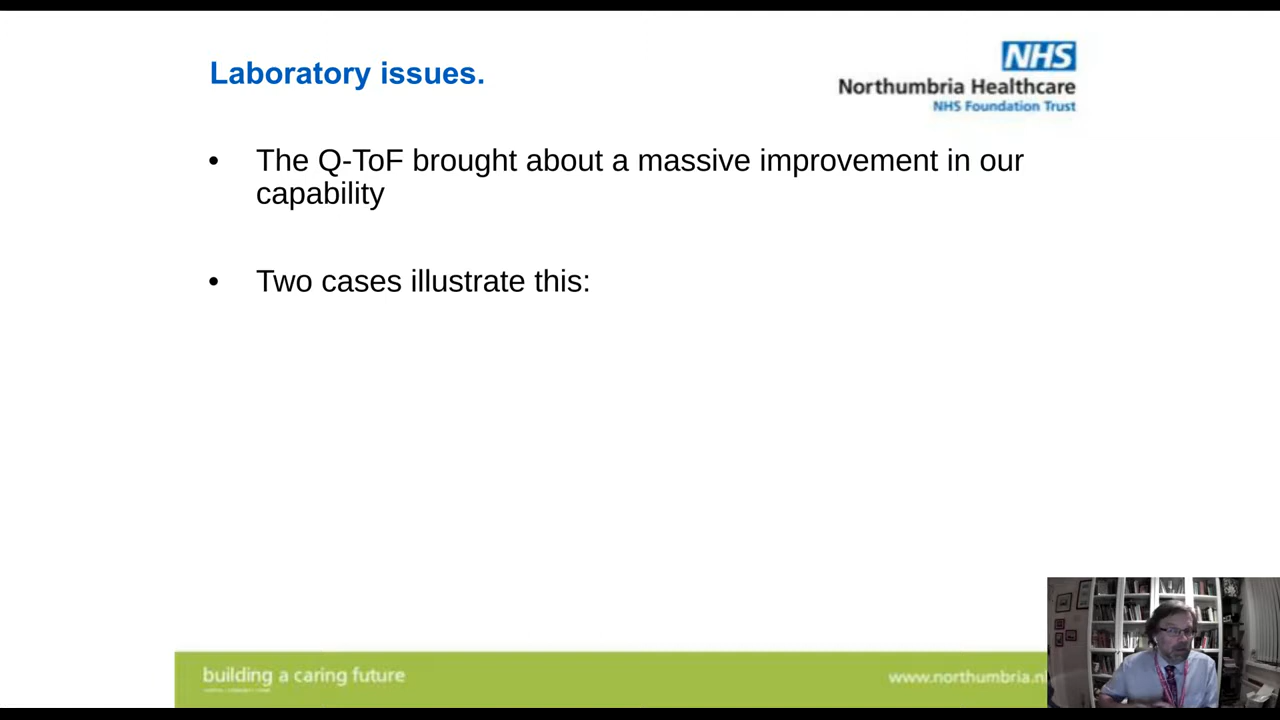 Laboratory issues.
NHS
Northumbria Healthcare
NHS Foundation Trust
• The Q-ToF brought about a massive improvement in our
capability
• Two cases illustrate this:
building a caring future
www.northumbria.n